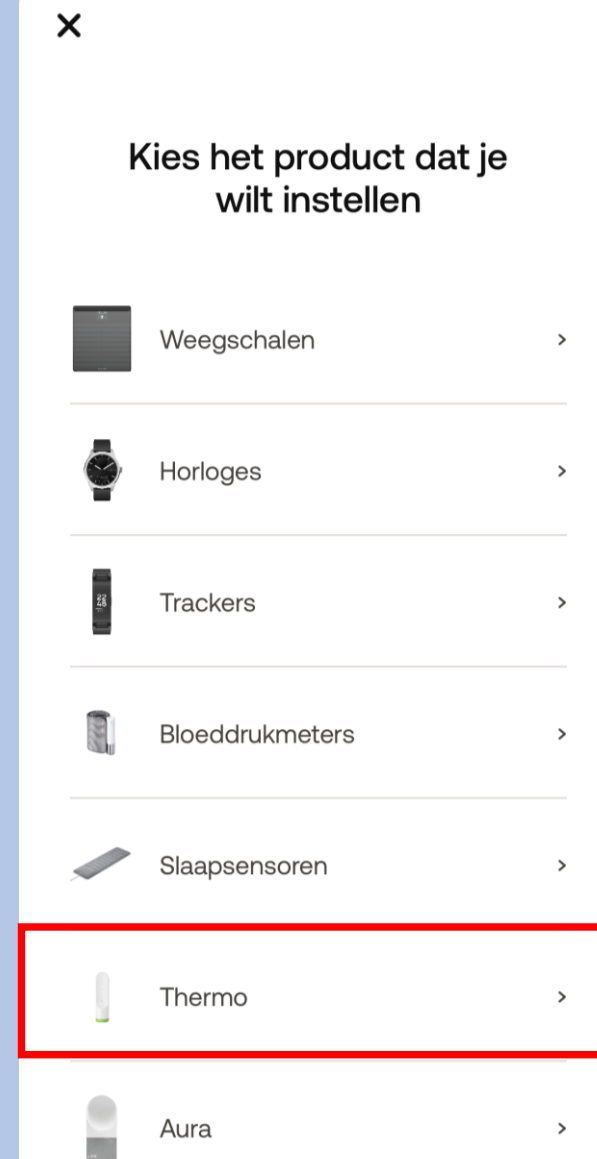 Kies het product dat je
wilt instellen
Weegschalen
Horloges
Trackers
Bloeddrukmeters
Slaapsensoren
Thermo
Aura